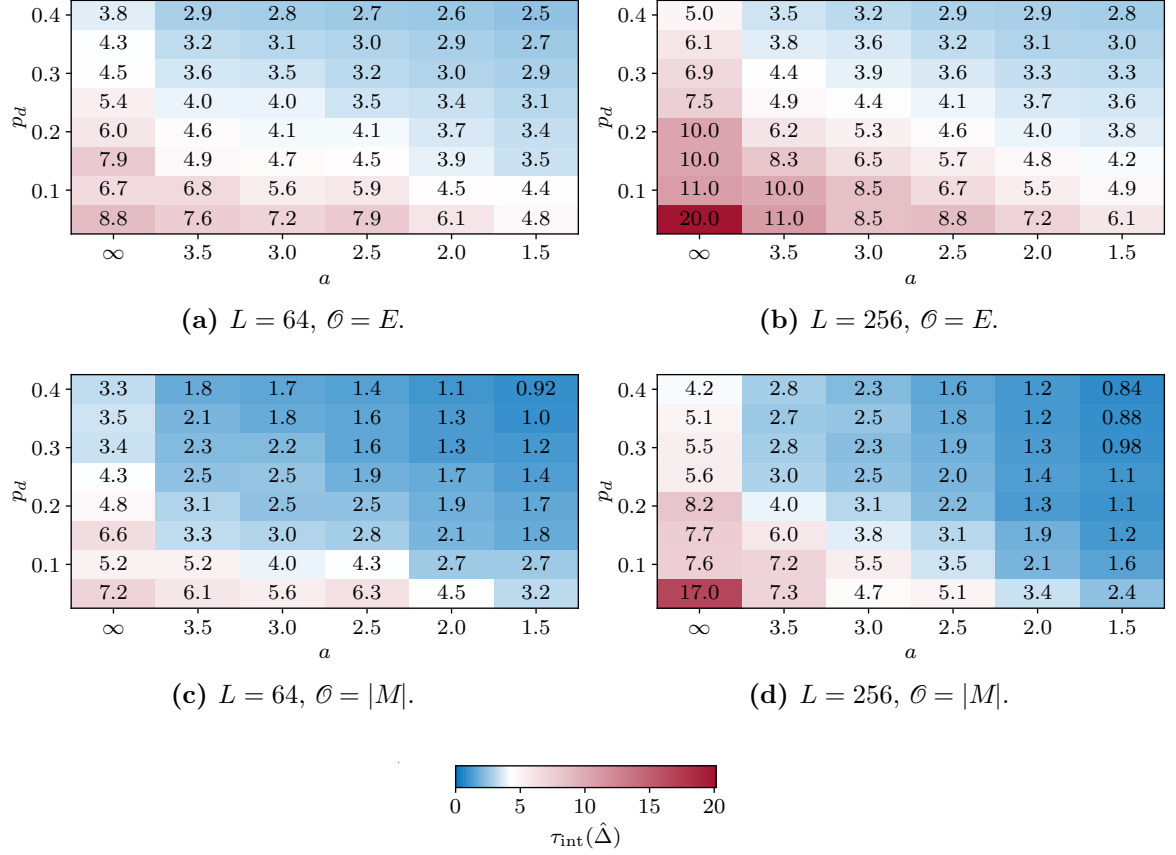 0.4 3.8 2.9 2.8 2.7 2.6 2.5
4.3 3.2 3.1 3.0 2.9 2.7
0.3 4.5 3.6 3.5 3.2 3.0 2.9
5.4 4.0 4.0 3.5 3.4 3.1
0.2 6.0 4.6 4.1 4.1 3.7 3.4
7.9 4.9 4.7 4.5 3.9 3.5
0.1 6.7 6.8 5.6 5.9 4.5 4.4
8.8 7.6 7.2 7.9 6.1 4.8
p_d
∞ 3.5 3.0 2.5 2.0 1.5
a
(a) L = 64, 𝒪 = E.
0.4 5.0 3.5 3.2 2.9 2.9 2.8
6.1 3.8 3.6 3.2 3.1 3.0
0.3 6.9 4.4 3.9 3.6 3.3 3.3
7.5 4.9 4.4 4.1 3.7 3.6
0.2 10.0 6.2 5.3 4.6 4.0 3.8
10.0 8.3 6.5 5.7 4.8 4.2
0.1 11.0 10.0 8.5 6.7 5.5 4.9
20.0 11.0 8.5 8.8 7.2 6.1
p_d
∞ 3.5 3.0 2.5 2.0 1.5
a
(b) L = 256, 𝒪 = E.
0.4 3.3 1.8 1.7 1.4 1.1 0.92
3.5 2.1 1.8 1.6 1.3 1.0
0.3 3.4 2.3 2.2 1.6 1.3 1.2
4.3 2.5 2.5 1.9 1.7 1.4
0.2 4.8 3.1 2.5 2.5 1.9 1.7
6.6 3.3 3.0 2.8 2.1 1.8
0.1 5.2 5.2 4.0 4.3 2.7 2.7
7.2 6.1 5.6 6.3 4.5 3.2
p_d
∞ 3.5 3.0 2.5 2.0 1.5
a
(c) L = 64, 𝒪 = |M|.
0.4 4.2 2.8 2.3 1.6 1.2 0.84
5.1 2.7 2.5 1.8 1.2 0.88
0.3 5.5 2.8 2.3 1.9 1.3 0.98
5.6 3.0 2.5 2.0 1.4 1.1
0.2 8.2 4.0 3.1 2.2 1.3 1.1
7.7 6.0 3.8 3.1 1.9 1.2
0.1 7.6 7.2 5.5 3.5 2.1 1.6
17.0 7.3 4.7 5.1 3.4 2.4
p_d
∞ 3.5 3.0 2.5 2.0 1.5
a
(d) L = 256, 𝒪 = |M|.
0 5 10 15 20
τ_int(Δ̂)